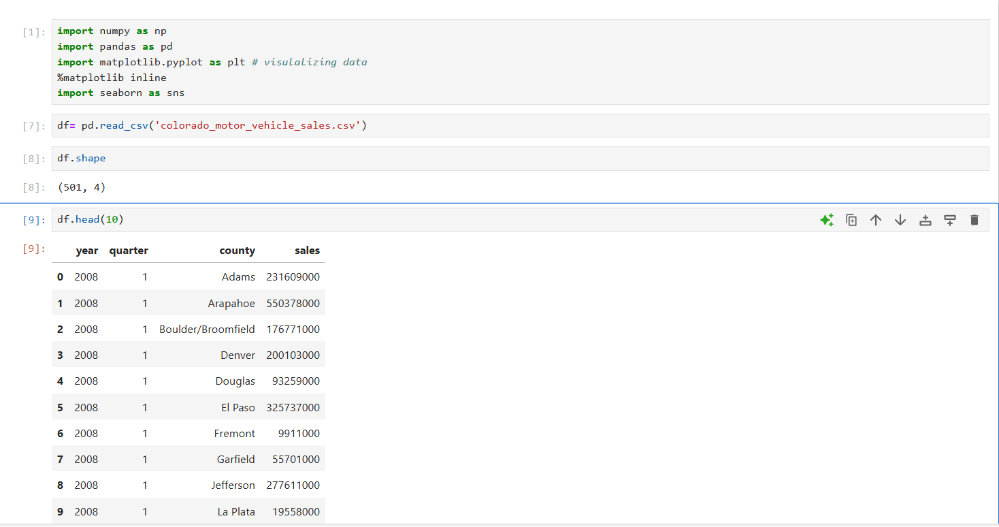 [1]: import numpy as np
import pandas as pd
import matplotlib.pyplot as plt # visulalizing data
%matplotlib inline
import seaborn as sns
[7]: df= pd.read_csv('colorado_motor_vehicle_sales.csv')
[8]: df.shape
[8]: (501, 4)
[9]: df.head(10)
[9]: year quarter county sales
0 2008 1 Adams 231609000
1 2008 1 Arapahoe 550378000
2 2008 1 Boulder/Broomfield 176771000
3 2008 1 Denver 200103000
4 2008 1 Douglas 93259000
5 2008 1 El Paso 325737000
6 2008 1 Fremont 9911000
7 2008 1 Garfield 55701000
8 2008 1 Jefferson 277611000
9 2008 1 La Plata 19558000